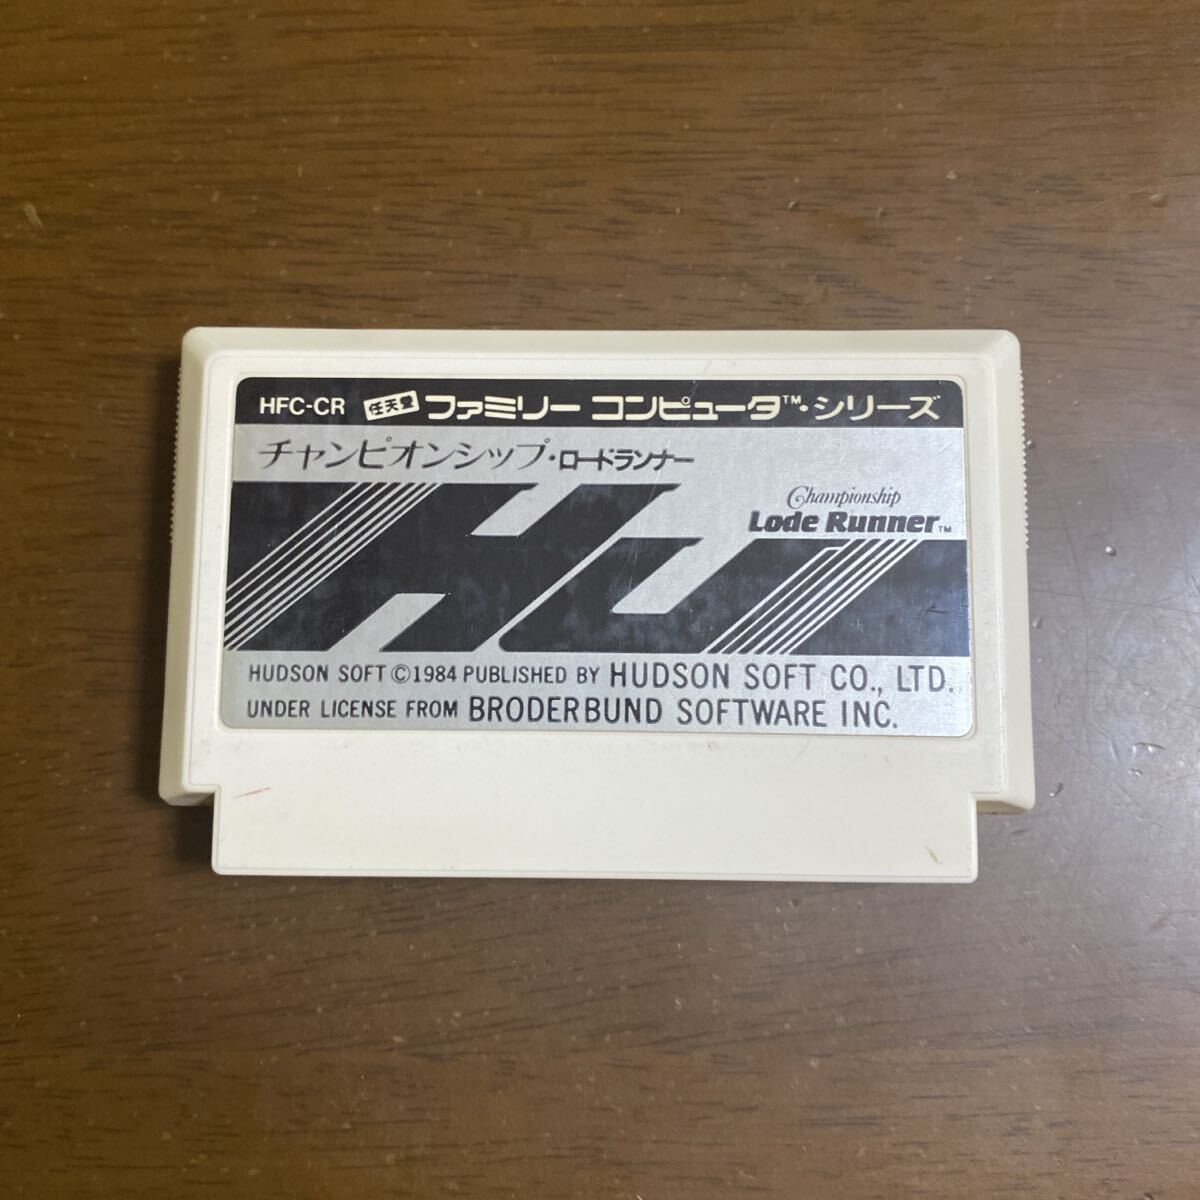 HFC-CR 任天堂 ファミリー コンピュータ™・シリーズ
チャンピオンシップ・ロードランナー
Championship
Lode Runner™
HUDSON SOFT ©1984 PUBLISHED BY HUDSON SOFT CO., LTD.
UNDER LICENSE FROM BRODERBUND SOFTWARE INC.